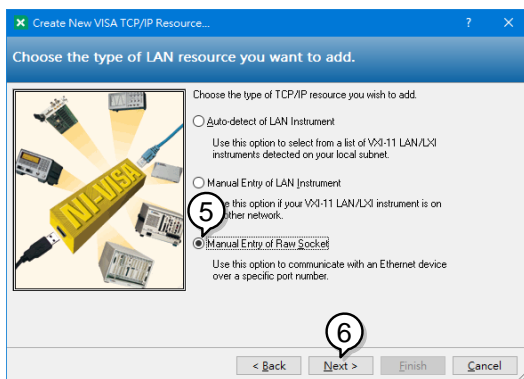 Create New VISA TCP/IP Resource...
Choose the type of LAN resource you want to add.
NI-VISA
Choose the type of TCP/IP resource you wish to add.
Auto-detect of LAN Instrument
Use this option to select from a list of VXI-11 LAN/LXI
instruments detected on your local subnet.
Manual Entry of LAN Instrument
this option if your VXI-11 LAN/LXI instrument is on
network.
5
Manual Entry of Raw Socket
Use this option to communicate with an Ethernet device
over a specific port number.
6
< Back Next > Finish Cancel